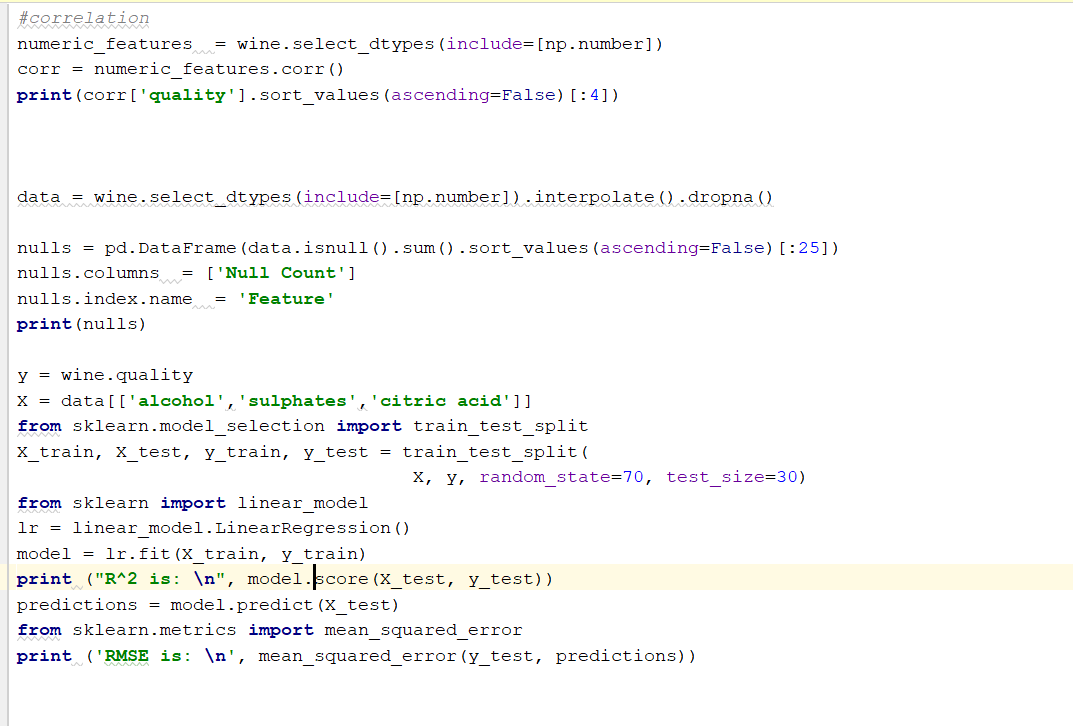 #correlation
numeric_features  = wine.select_dtypes(include=[np.number])
corr = numeric_features.corr()
print(corr['quality'].sort_values(ascending=False)[:4])
data = wine.select_dtypes(include=[np.number]).interpolate().dropna()
nulls = pd.DataFrame(data.isnull().sum().sort_values(ascending=False)[:25])
nulls.columns  = ['Null Count']
nulls.index.name  = 'Feature'
print(nulls)
y = wine.quality
X = data[['alcohol','sulphates','citric acid']]
from sklearn.model_selection import train_test_split
X_train, X_test, y_train, y_test = train_test_split(
                                    X, y, random_state=70, test_size=30)
from sklearn import linear_model
lr = linear_model.LinearRegression()
model = lr.fit(X_train, y_train)
print ("R^2 is: \n", model.score(X_test, y_test))
predictions = model.predict(X_test)
from sklearn.metrics import mean_squared_error
print ('RMSE is: \n', mean_squared_error(y_test, predictions))